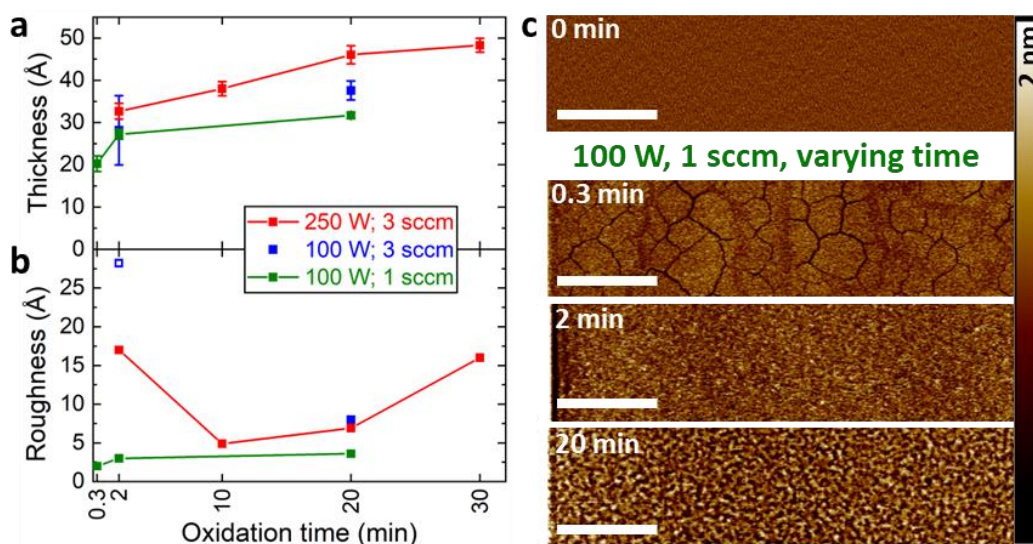 a
50
40
30
20
10
0
Thickness (Å)
250 W; 3 sccm
100 W; 3 sccm
100 W; 1 sccm
b
25
20
15
10
5
0
Roughness (Å)
0.3
2
10
20
30
Oxidation time (min)
c
0 min
100 W, 1 sccm, varying time
0.3 min
2 min
20 min
2 nm